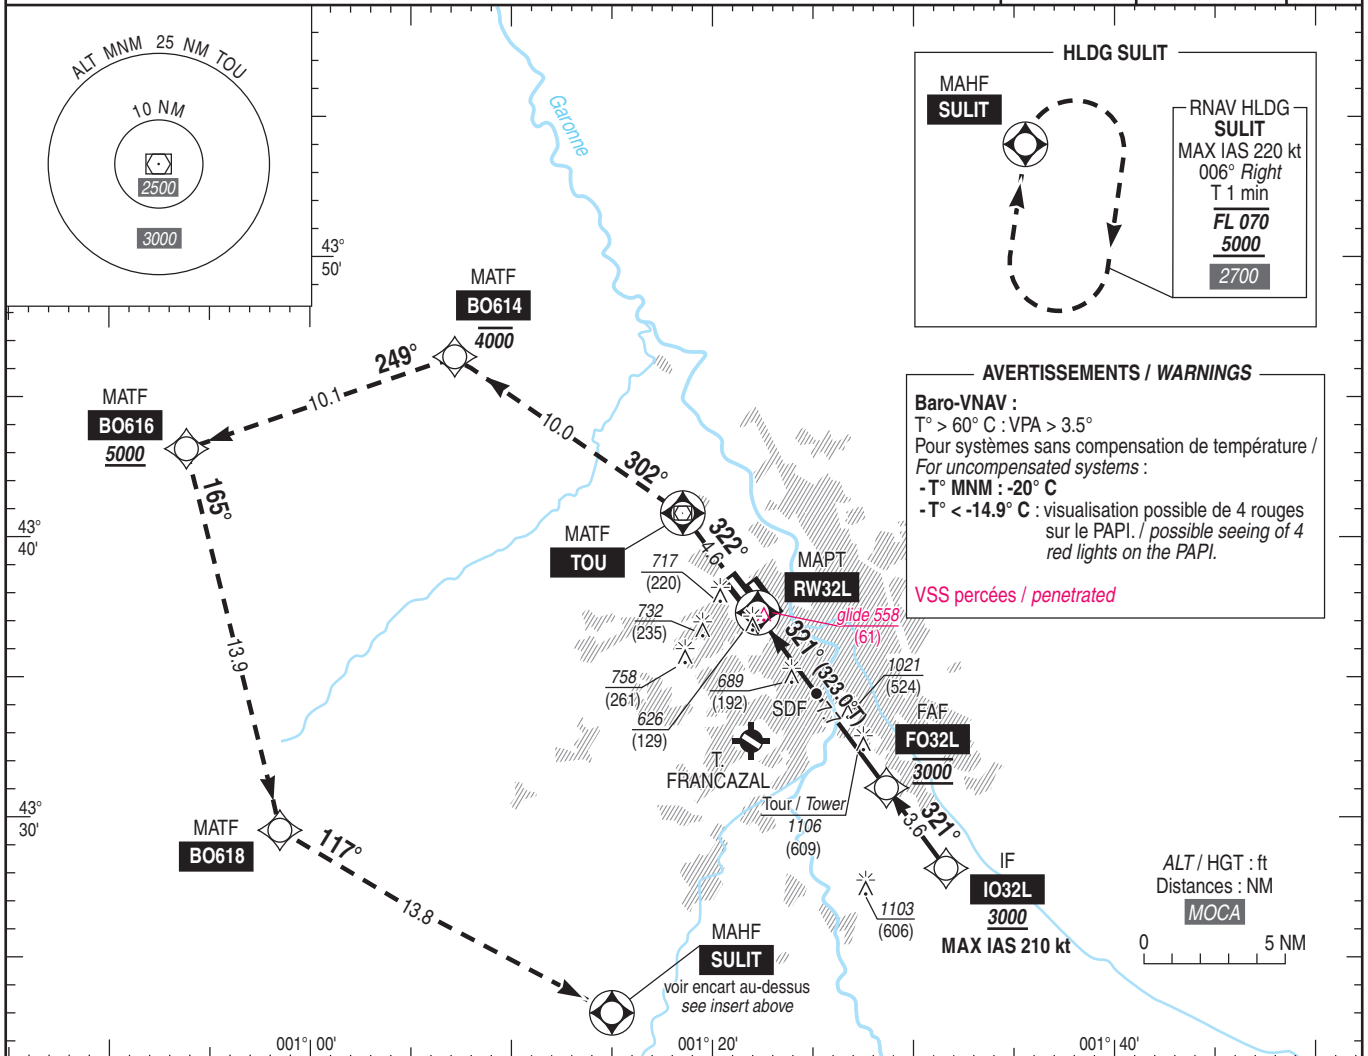 ALT MNM 25 NM TOU
10 NM
2500
3000
43°
50'
Garonne
HLDG SULIT
MAHF
SULIT
RNAV HLDG
SULIT
MAX IAS 220 kt
006° Right
T 1 min
FL 070
5000
2700
MATF
BO614
4000
249°
10.1
MATF
BO616
5000
10.0
302°
165°
AVERTISSEMENTS / WARNINGS
Baro-VNAV :
T° > 60° C : VPA > 3.5°
Pour systèmes sans compensation de température /
For uncompensated systems :
- T° MNM : -20° C
- T° < -14.9° C : visualisation possible de 4 rouges
sur le PAPI. / possible seeing of 4
red lights on the PAPI.
VSS percées / penetrated
43°
40'
MATF
TOU
322°
4.6
MAPT
RW32L
717
(220)
732
(235)
glide 558
(61)
758
(261)
626
(129)
689
(192)
321° (323.0°T)
7.7
SDF
1021
(524)
13.9
FAF
FO32L
3000
T.
FRANCAZAL
Tour / Tower
1106
(609)
43°
30'
MATF
BO618
117°
13.8
321°
3.6
IF
IO32L
3000
MAX IAS 210 kt
1103
(606)
MAHF
SULIT
voir encart au-dessus
see insert above
ALT / HGT : ft
Distances : NM
MOCA
0 5 NM
001° 00'
001° 20'
001° 40'